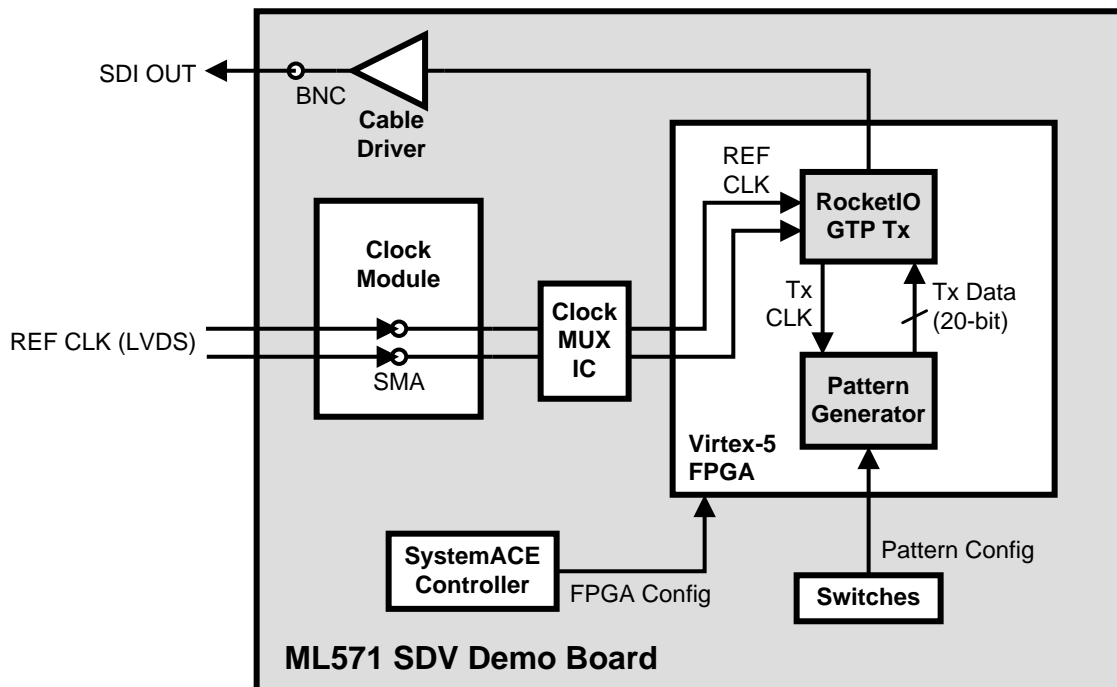 SDI OUT
BNC
Cable
Driver
REF
CLK
RocketIO
GTP Tx
Clock
Module
Tx
CLK
Tx Data
(20-bit)
REF CLK (LVDS)
SMA
Clock
MUX
IC
Pattern
Generator
Virtex-5
FPGA
SystemACE
Controller
FPGA Config
Pattern Config
Switches
ML571 SDV Demo Board